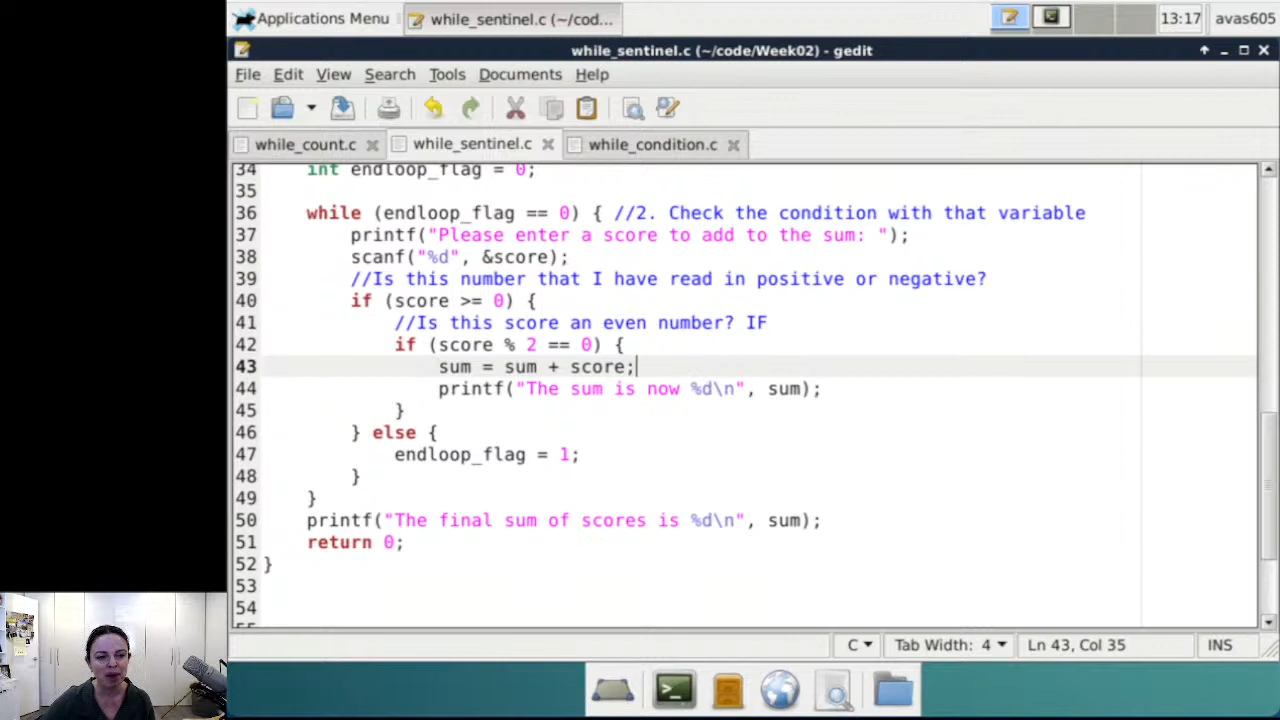 Applications Menu
while_sentinel.c (~/cod...
13:17
avas605
while_sentinel.c (~/code/Week02) - gedit
File Edit View Search Tools Documents Help
while_count.c
while_sentinel.c
while_condition.c
34 int endloop_flag = 0;
35
36 while (endloop_flag == 0) { //2. Check the condition with that variable
37 printf("Please enter a score to add to the sum: ");
38 scanf("%d", &score);
39 //Is this number that I have read in positive or negative?
40 if (score >= 0) {
41 //Is this score an even number? IF
42 if (score % 2 == 0) {
43 sum = sum + score;
44 printf("The sum is now %d\n", sum);
45 }
46 } else {
47 endloop_flag = 1;
48 }
49 }
50 printf("The final sum of scores is %d\n", sum);
51 return 0;
52 }
53
54
C
Tab Width: 4
Ln 43, Col 35
INS